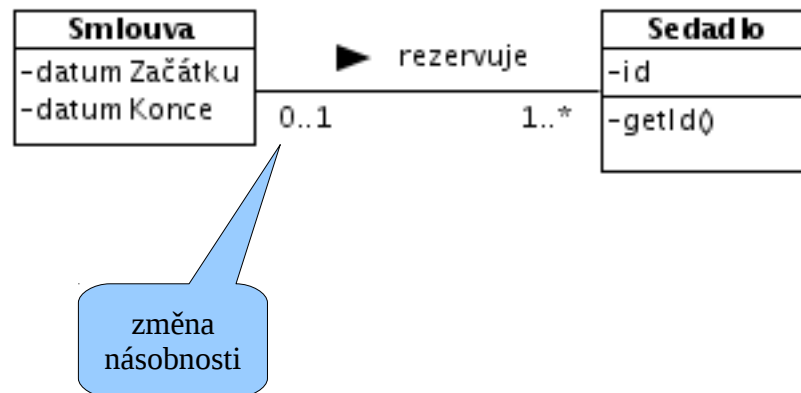 Smlouva
-datum Začátku
-datum Konce
rezervuje
0..1
1..*
Sedadlo
-id
-getId()
změna
násobnosti